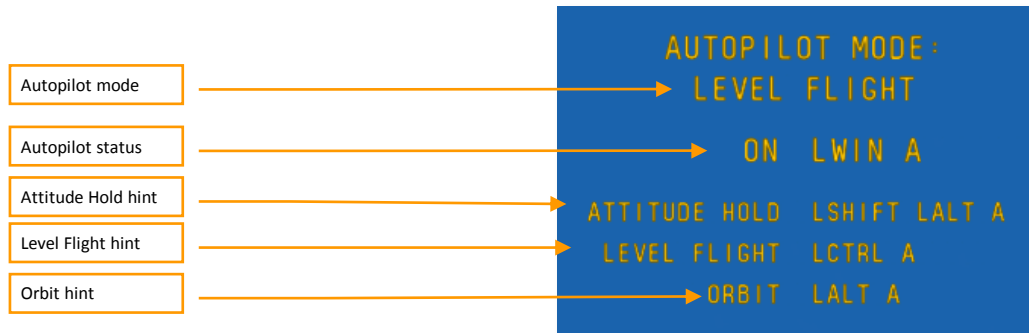 AUTOPILOT MODE:
Autopilot mode
LEVEL FLIGHT
Autopilot status
ON LWIN A
Attitude Hold hint
ATTITUDE HOLD LSHIFT LALT A
Level Flight hint
LEVEL FLIGHT LCTRL A
Orbit hint
ORBIT LALT A